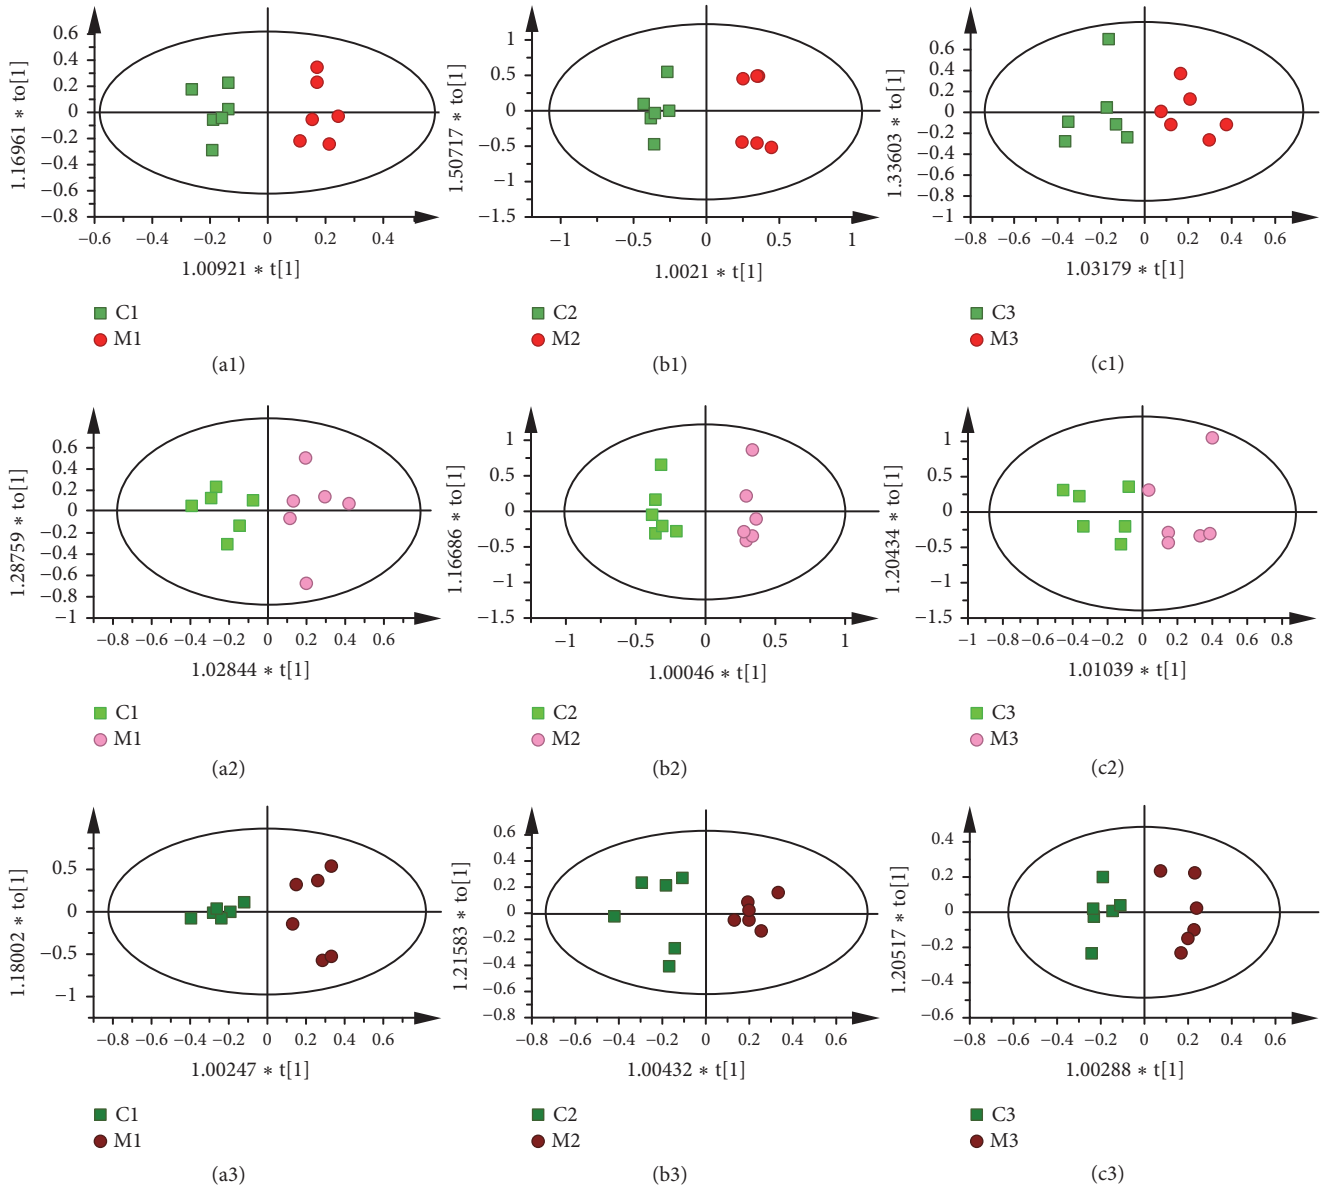 0.6
0.4
0.2
0
−0.2
−0.4
−0.6
−0.8
1.16961 * to[1]
−0.6 −0.4 −0.2 0 0.2 0.4
1.00921 * t[1]
C1
M1
(a1)
1
0.5
0
−0.5
−1
−1.5
1.50717 * to[1]
−1 −0.5 0 0.5 1
1.0021 * t[1]
C2
M2
(b1)
0.6
0.4
0.2
0
−0.2
−0.4
−0.6
−0.8
−1
1.33603 * to[1]
−0.8 −0.6 −0.4 −0.2 0 0.2 0.4 0.6
1.03179 * t[1]
C3
M3
(c1)
0.6
0.4
0.2
0
−0.2
−0.4
−0.6
−0.8
−1
1.28759 * to[1]
−0.8 −0.6 −0.4 −0.2 0 0.2 0.4 0.6
1.02844 * t[1]
C1
M1
(a2)
1
0.5
0
−0.5
−1
−1.5
1.16686 * to[1]
−1 −0.5 0 0.5 1
1.00046 * t[1]
C2
M2
(b2)
1
0.5
0
−0.5
−1
−1.5
1.20434 * to[1]
−1 −0.8 −0.6 −0.4 −0.2 0 0.2 0.4 0.6 0.8
1.01039 * t[1]
C3
M3
(c2)
0.5
0
−0.5
−1
1.18002 * to[1]
−0.8 −0.6 −0.4 −0.2 0 0.2 0.4 0.6
1.00247 * t[1]
C1
M1
(a3)
0.6
0.4
0.2
0
−0.2
−0.4
−0.6
−0.8
1.21583 * to[1]
−0.8 −0.6 −0.4 −0.2 0 0.2 0.4 0.6
1.00432 * t[1]
C2
M2
(b3)
0.4
0.2
0
−0.2
−0.4
−0.6
1.20517 * to[1]
−0.8 −0.6 −0.4 −0.2 0 0.2 0.4 0.6
1.00288 * t[1]
C3
M3
(c3)